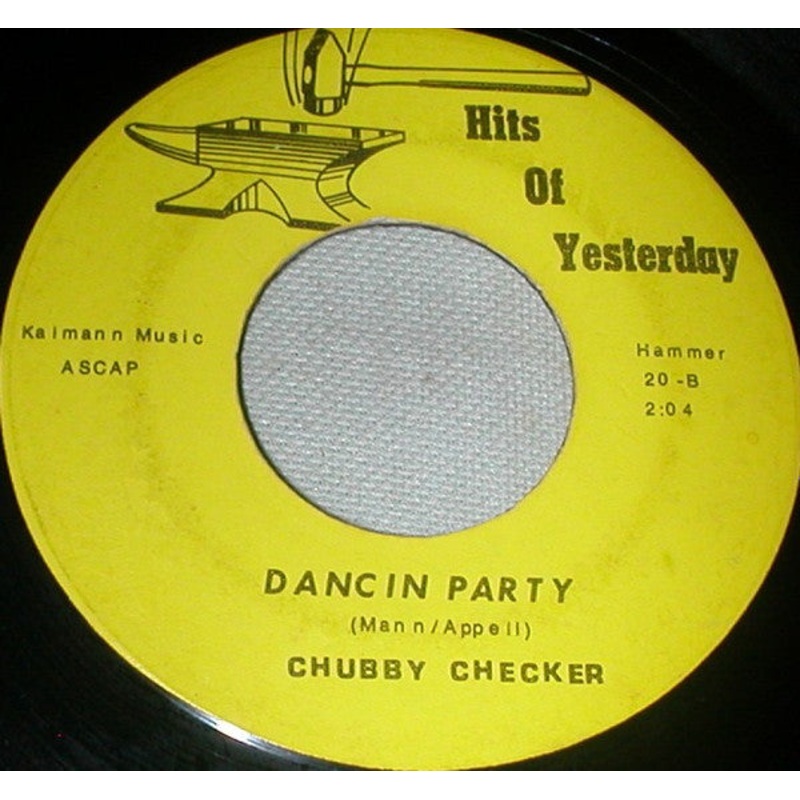 Hits
Of
Yesterday
Kalmann Music
ASCAP
Hammer
20-B
2:04
DANCIN PARTY
(Mann/Appell)
CHUBBY CHECKER